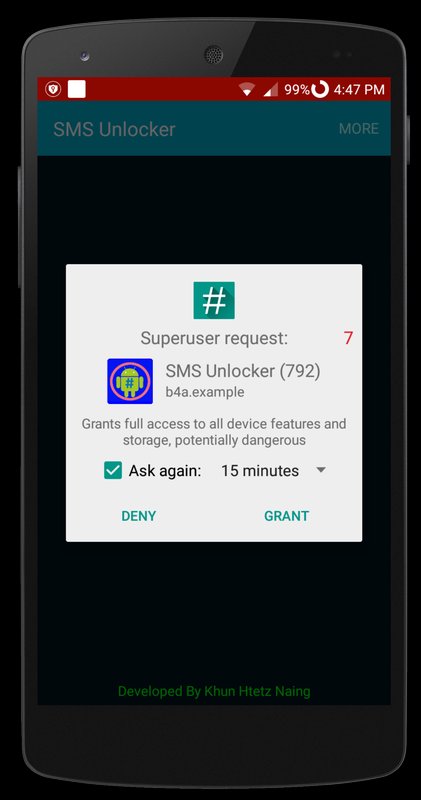 99% 4:47 PM
SMS Unlocker MORE
#
Superuser request: 7
SMS Unlocker (792)
b4a.example
Grants full access to all device features and
storage, potentially dangerous
Ask again: 15 minutes
DENY GRANT
Developed By Khun Htetz Naing